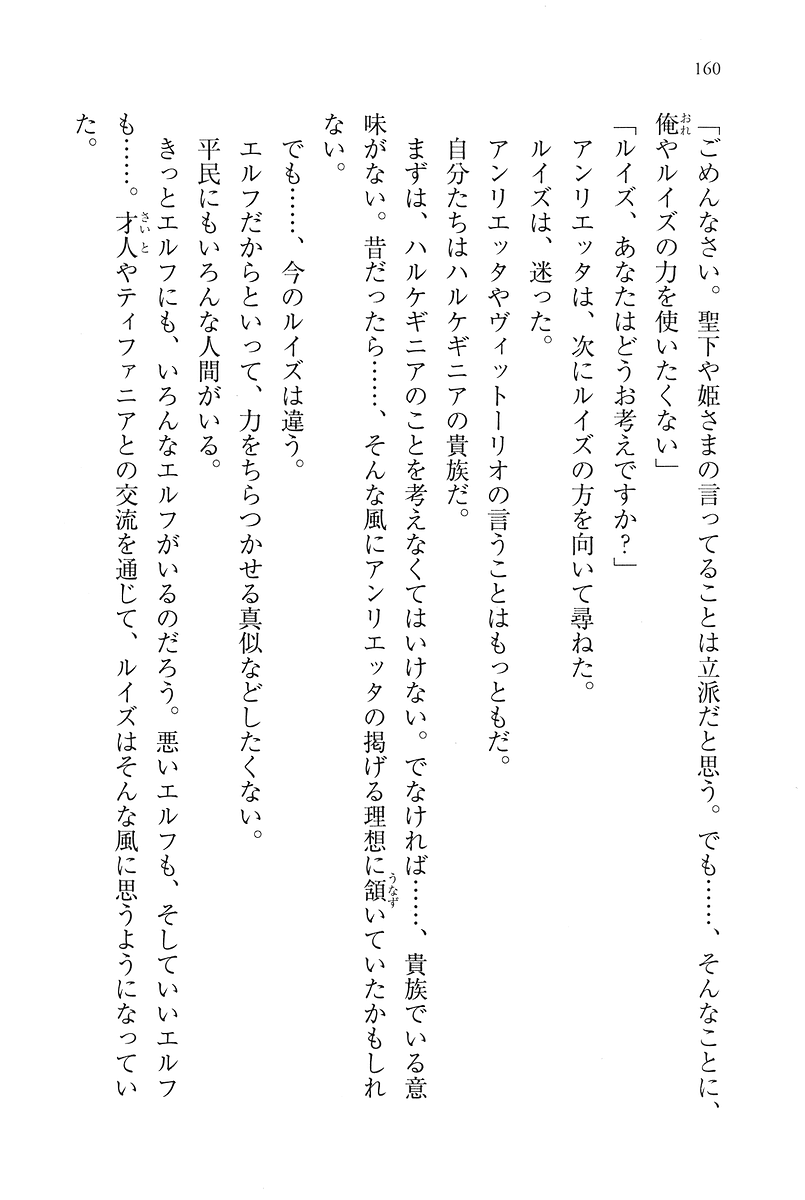 160
「ごめんなさい。聖下や姫さまの言ってることは立派だと思う。でも……、そんなことに、
俺やルイズの力を使いたくない」
「ルイズ、あなたはどうお考えですか？」
アンリエッタは、次にルイズの方を向いて尋ねた。
ルイズは、迷った。
アンリエッタやヴィットーリオの言うことはもっともだ。
自分たちはハルケギニアの貴族だ。
まずは、ハルケギニアのことを考えなくてはいけない。でなければ……、貴族でいる意
味がない。昔だったら……、そんな風にアンリエッタの掲げる理想に頷いていたかもしれ
ない。
でも……、今のルイズは違う。
エルフだからといって、力をちらつかせる真似などしたくない。
平民にもいろんな人間がいる。
きっとエルフにも、いろんなエルフがいるのだろう。悪いエルフも、そしていいエルフ
も……。才人やティファニアとの交流を通じて、ルイズはそんな風に思うようになってい
た。